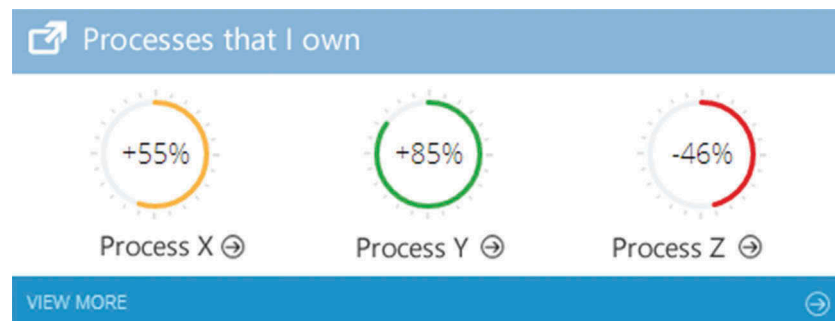 Processes that I own
+55% +85% -46%
Process X Process Y Process Z
VIEW MORE